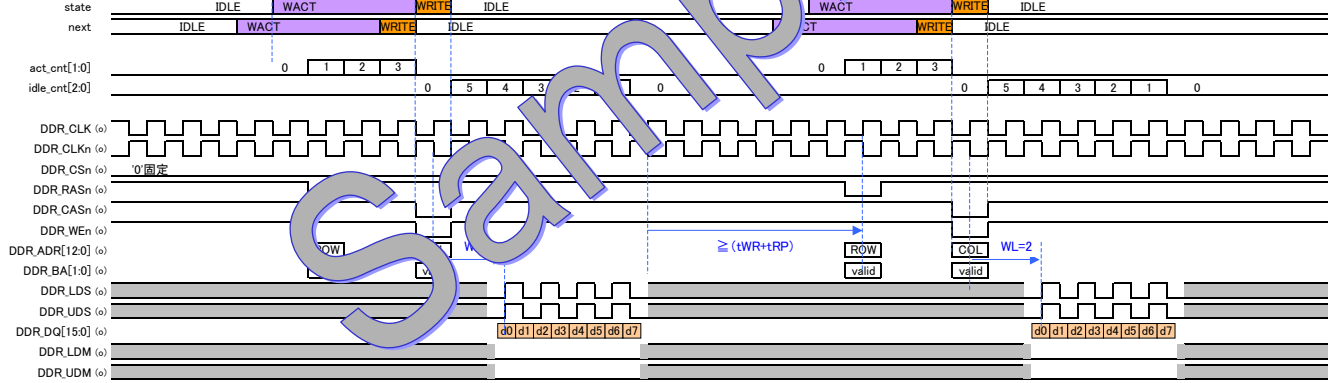 state IDLE WACT WRITE IDLE WACT WRITE IDLE
next IDLE WACT WRITE IDLE WRITE IDLE
act_cnt[1:0] 0 1 2 3 0 1 2 3
idle_cnt[2:0] 0 5 4 3 0 0 5 4 3 2 1 0
DDR_CLK (o)
DDR_CLKn (o)
DDR_CSn (o) '0'固定
DDR_RASn (o)
DDR_CASn (o)
DDR_WEn (o)
DDR_ADR[12:0] (o) ≧(tWR+tRP) ROW COL WL=2
DDR_BA[1:0] (o) valid valid
DDR_LDS (o)
DDR_UDS (o)
DDR_DQ[15:0] (o) d0 d1 d2 d3 d4 d5 d6 d7 d0 d1 d2 d3 d4 d5 d6 d7
DDR_LDM (o)
DDR_UDM (o)